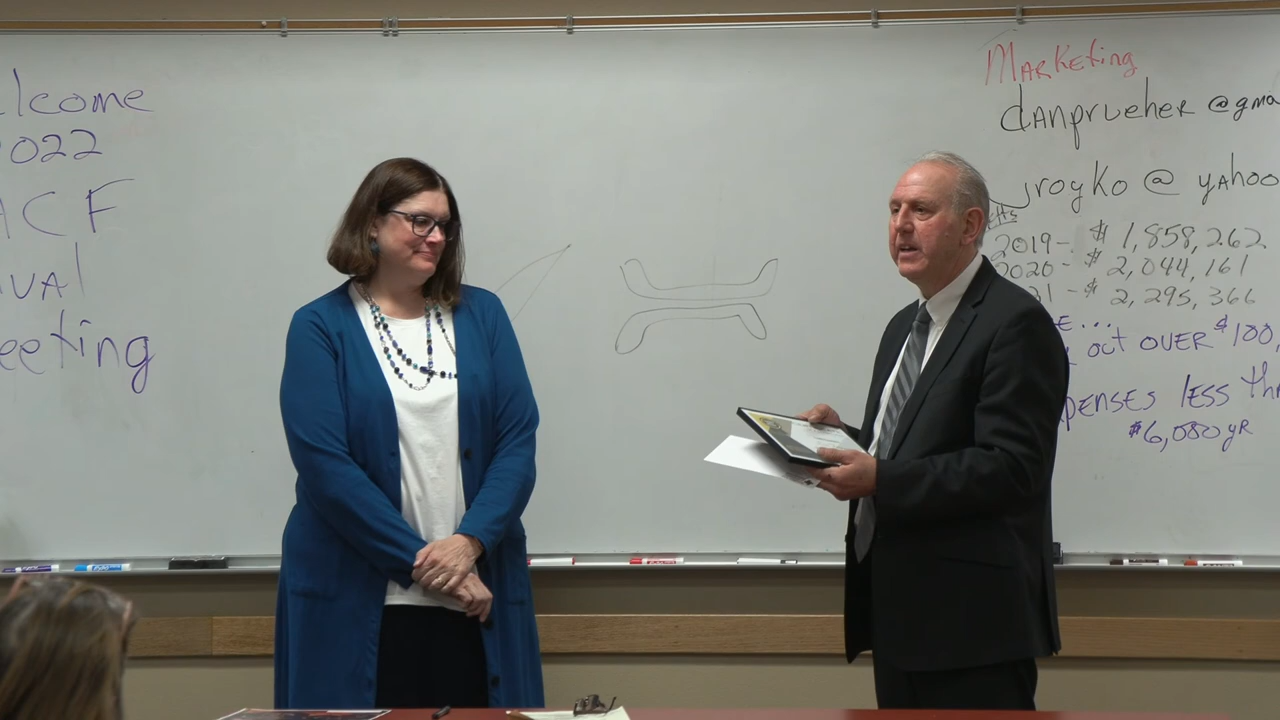 lcome
2022
ACF
UAl
eeting
Marketing
danprueher @gma
jroyko @ yahoo
2019- $ 1,858,262.
2020 - $ 2,044,161
21 - $ 2,295,366
E...
out OVER $100,
PENSES less th
$6,080 yR